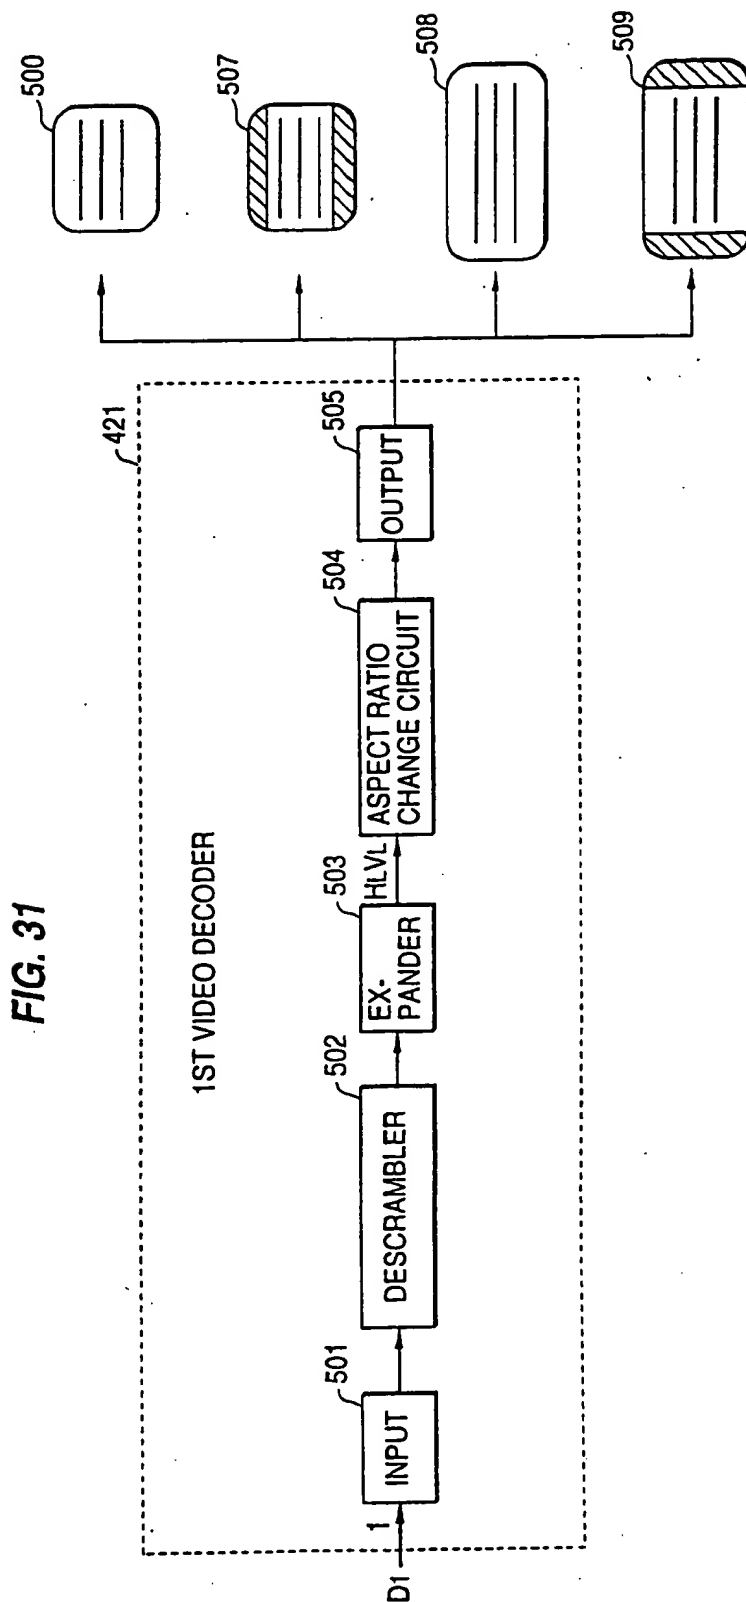 FIG. 31
1ST VIDEO DECODER
421
D1
1
501
INPUT
502
DESCRAMBLER
503
EX-
PANDER
HLVL
504
ASPECT RATIO
CHANGE CIRCUIT
505
OUTPUT
500
507
508
509